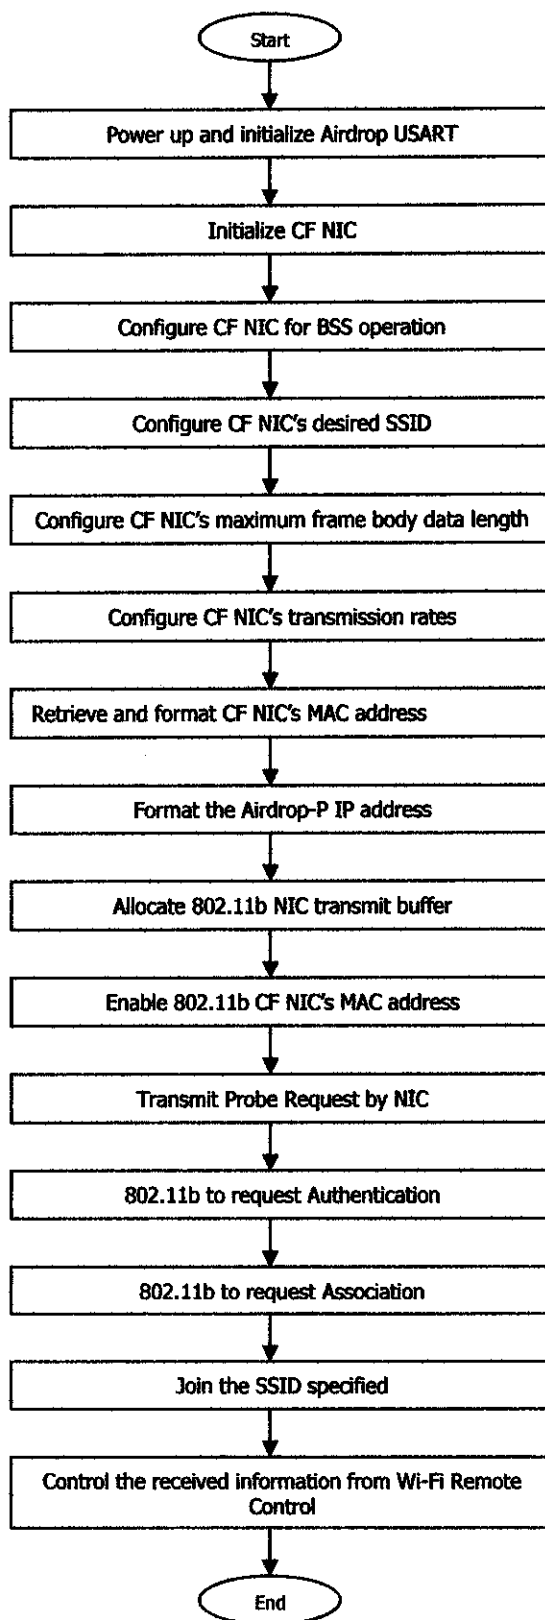 Start
Power up and initialize Airdrop USART
Initialize CF NIC
Configure CF NIC for BSS operation
Configure CF NIC's desired SSID
Configure CF NIC's maximum frame body data length
Configure CF NIC's transmission rates
Retrieve and format CF NIC's MAC address
Format the Airdrop-P IP address
Allocate 802.11b NIC transmit buffer
Enable 802.11b CF NIC's MAC address
Transmit Probe Request by NIC
802.11b to request Authentication
802.11b to request Association
Join the SSID specified
Control the received information from Wi-Fi Remote
Control
End